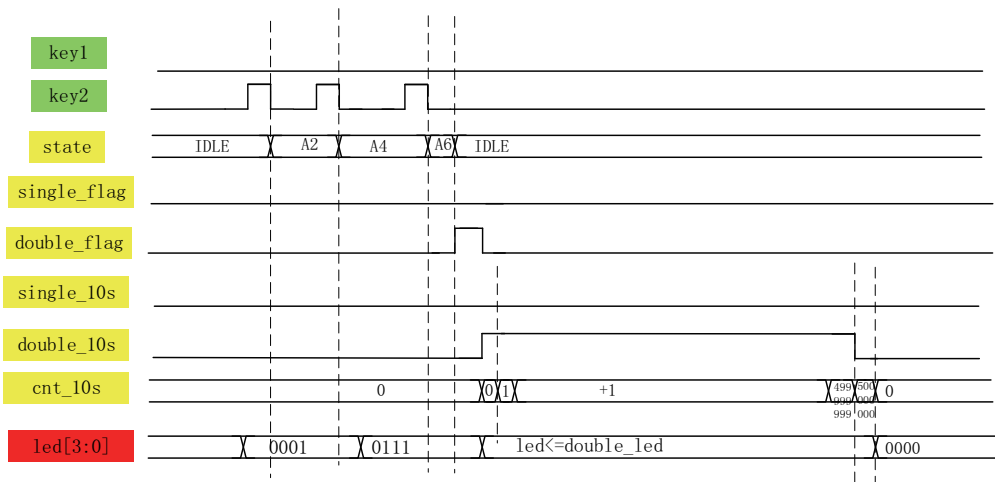 key1
key2
state
IDLE
A2
A4
A6
IDLE
single_flag
double_flag
single_10s
double_10s
cnt_10s
0
0
1
+1
499
999
999
500
000
000
0
led[3:0]
0001
0111
led<=double_led
0000